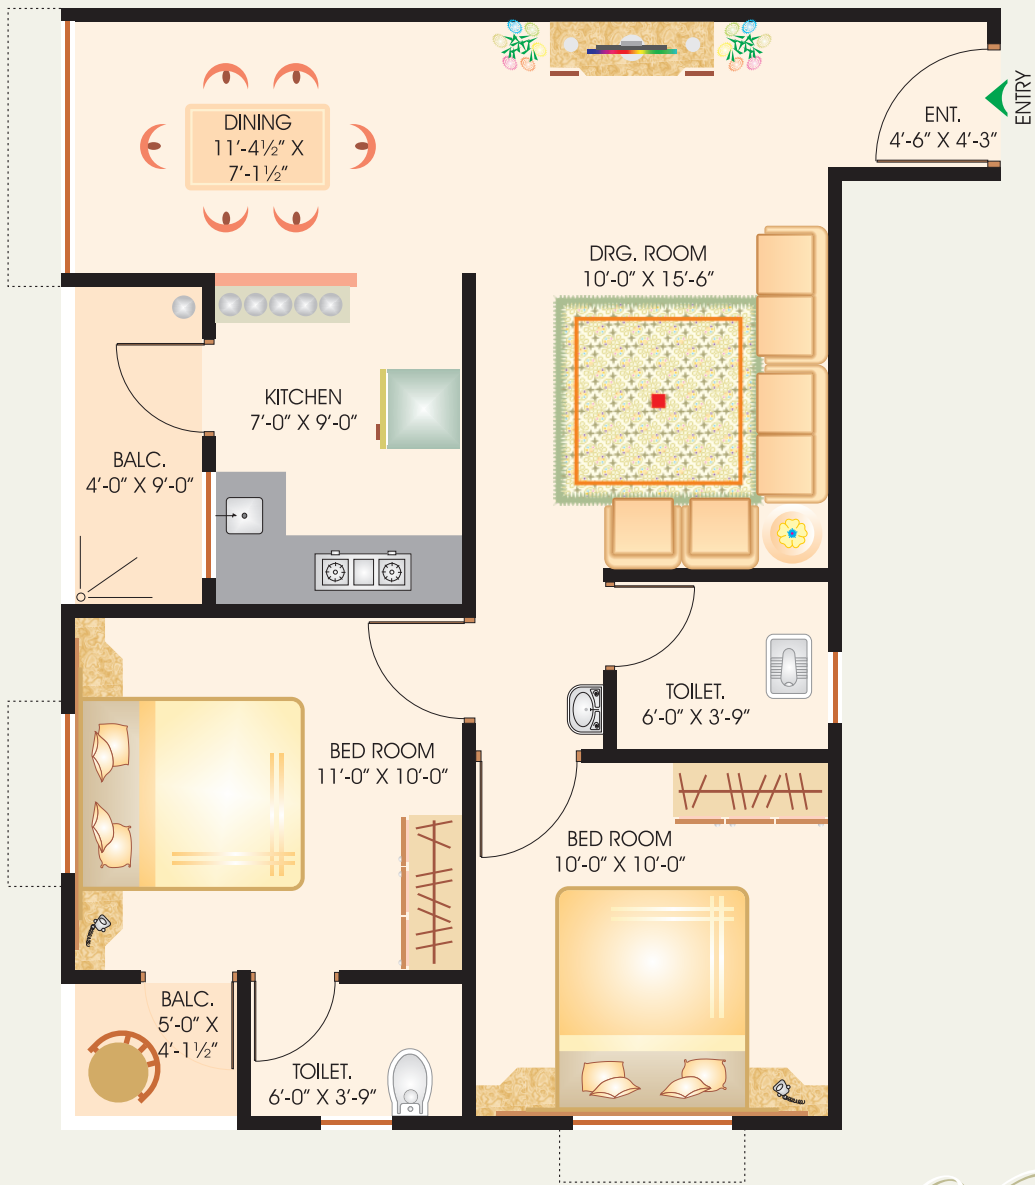 DINING
11'-4½" X
7'-1½"
ENT.
4'-6" X 4'-3"
ENTRY
DRG. ROOM
10'-0" X 15'-6"
KITCHEN
7'-0" X 9'-0"
BALC.
4'-0" X 9'-0"
TOILET.
6'-0" X 3'-9"
BED ROOM
11'-0" X 10'-0"
BED ROOM
10'-0" X 10'-0"
BALC.
5'-0" X
4'-1½"
TOILET.
6'-0" X 3'-9"